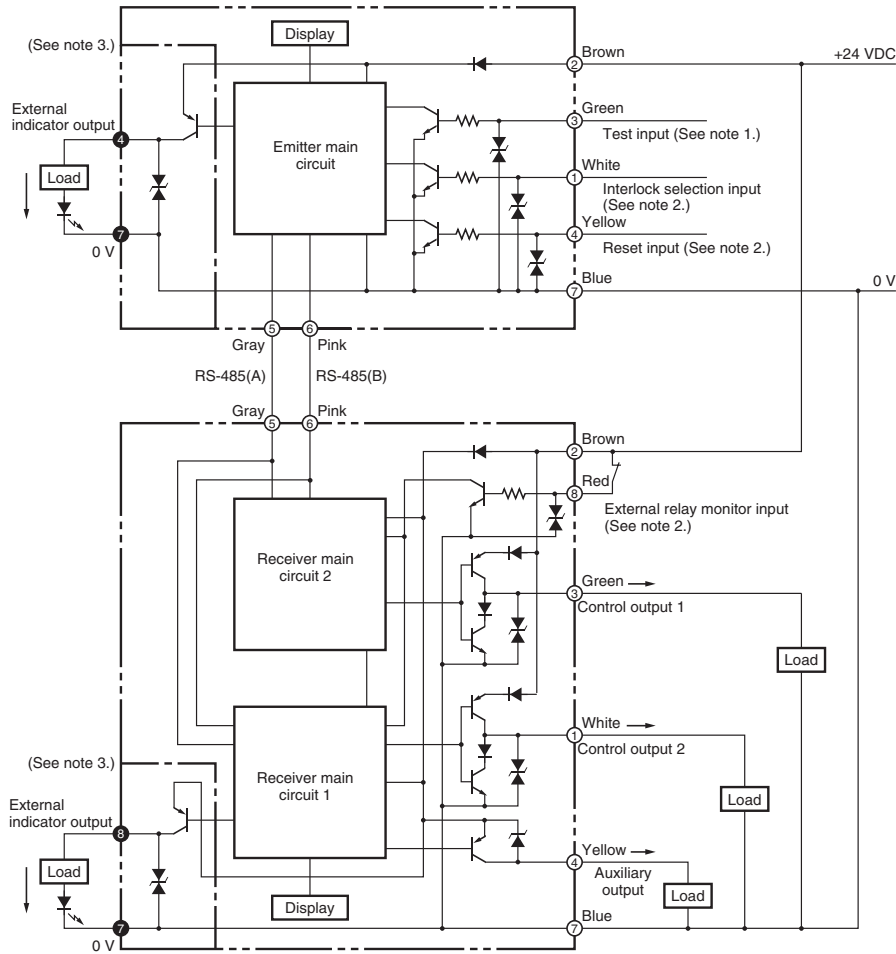 Display
(See note 3.)
Brown
+24 VDC
2
External
indicator output
Green
4
3
Emitter main
circuit
Test input (See note 1.)
White
1
Load
Interlock selection input
(See note 2.)
Yellow
4
7
Reset input (See note 2.)
0 V
Blue
0 V
7
5
6
Gray
Pink
RS-485(A)
RS-485(B)
Gray
Pink
5
6
Brown
2
Red
8
External relay monitor input
(See note 2.)
Receiver main
circuit 2
Green
3
Control output 1
Load
White
1
(See note 3.)
Control output 2
Receiver main
circuit 1
Load
External
indicator output
8
Yellow
4
Load
Auxiliary
output
Load
Display
Blue
7
7
0 V